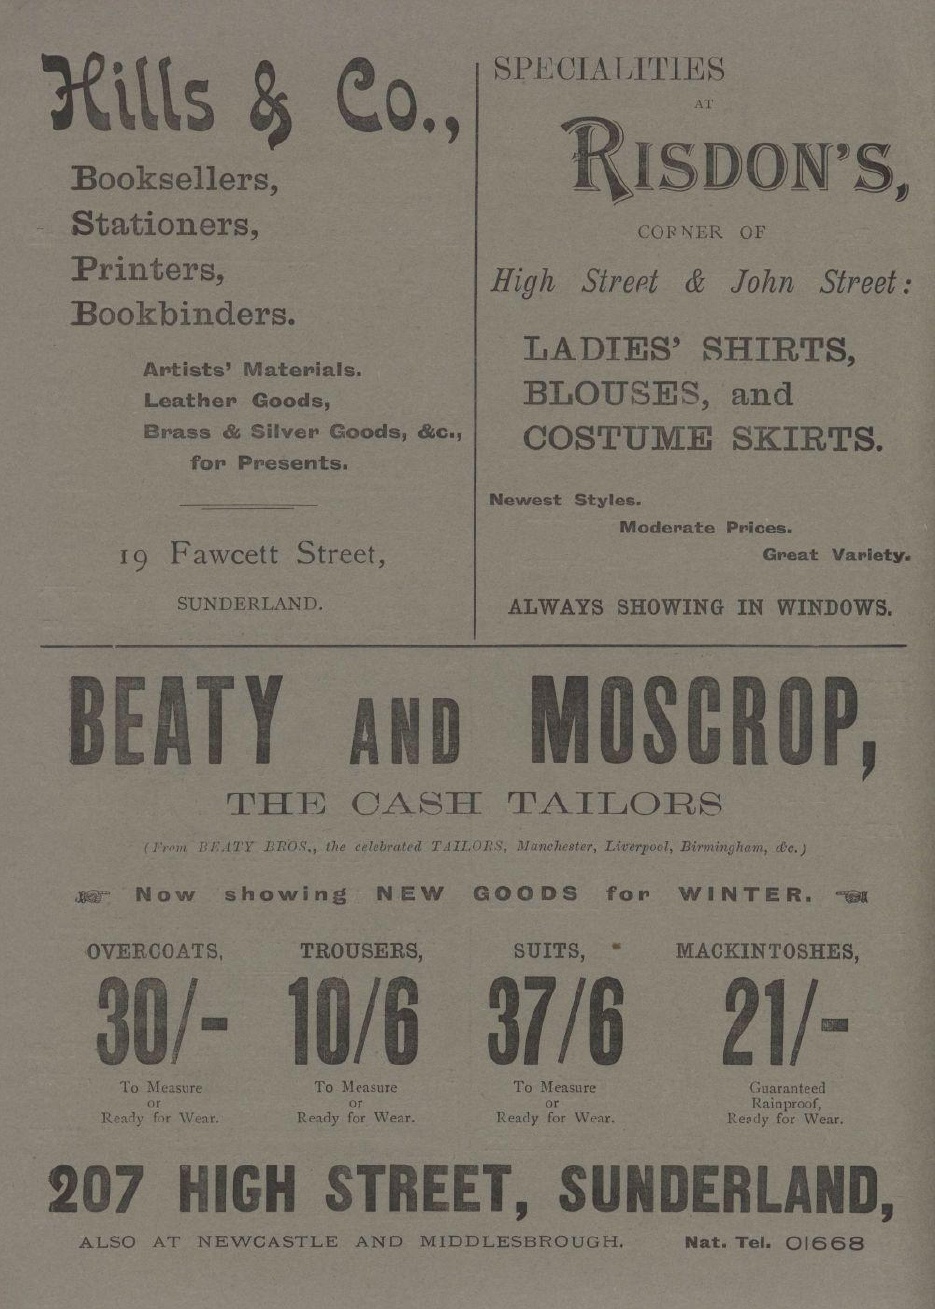 Hills & Co.,
Booksellers,
Stationers,
Printers,
Bookbinders.
Artists' Materials.
Leather Goods,
Brass & Silver Goods, &c.,
for Presents.
19 Fawcett Street,
SUNDERLAND.
SPECIALITIES
AT
RISDON'S,
CORNER OF
High Street & John Street:
LADIES' SHIRTS,
BLOUSES, and
COSTUME SKIRTS.
Newest Styles.
Moderate Prices.
Great Variety.
ALWAYS SHOWING IN WINDOWS.
BEATY AND MOSCROP,
THE CASH TAILORS
(From BEATY BROS., the celebrated TAILORS, Manchester, Liverpool, Birmingham, &c.)
Now showing NEW GOODS for WINTER.
OVERCOATS,
30/-
To Measure
or
Ready for Wear.
TROUSERS,
10/6
To Measure
or
Ready for Wear.
SUITS,
37/6
To Measure
or
Ready for Wear.
MACKINTOSHES,
21/-
Guaranteed
Rainproof,
Ready for Wear.
207 HIGH STREET, SUNDERLAND,
ALSO AT NEWCASTLE AND MIDDLESBROUGH. Nat. Tel. 01668